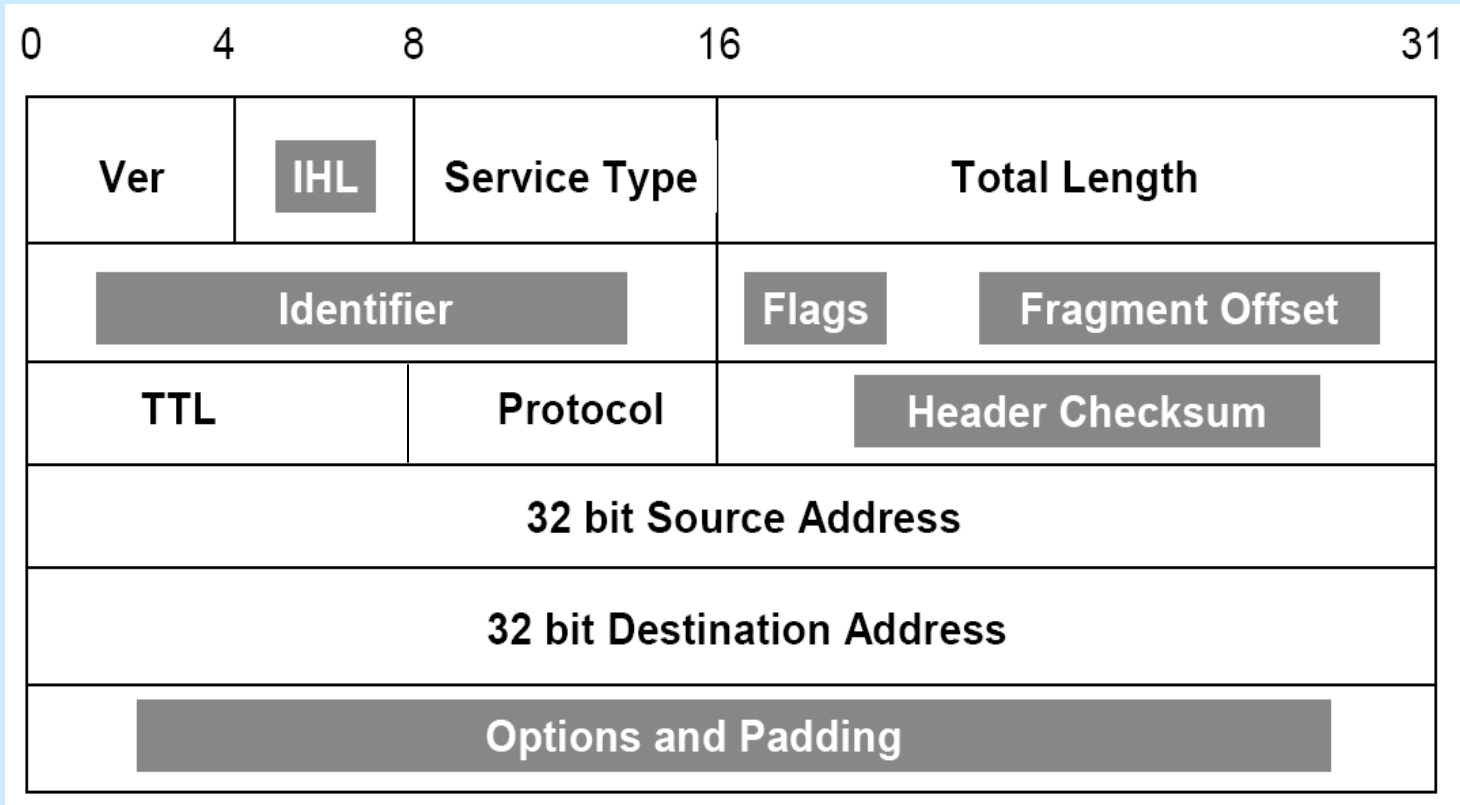 0 4 8 16 31
Ver IHL Service Type Total Length
Identifier Flags Fragment Offset
TTL Protocol Header Checksum
32 bit Source Address
32 bit Destination Address
Options and Padding